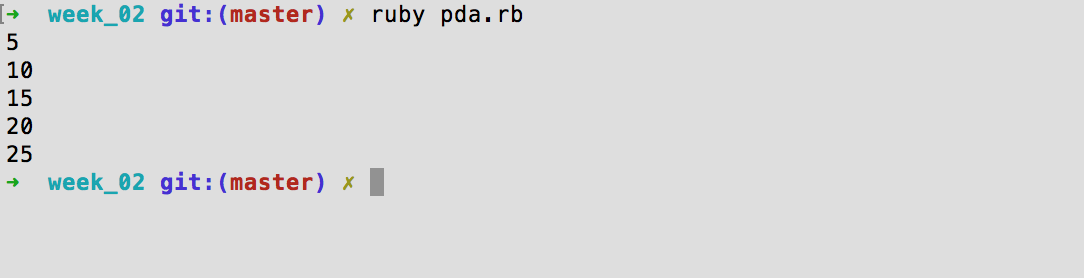 ➜  week_02 git:(master) ✗ ruby pda.rb
5
10
15
20
25
➜  week_02 git:(master) ✗